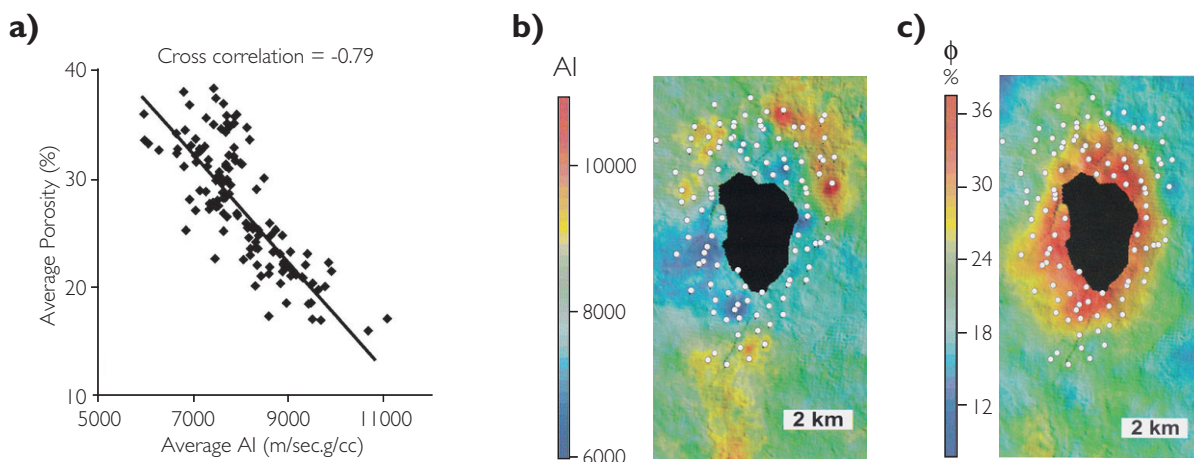 a)
Cross correlation = -0.79
40
30
20
10
Average Porosity (%)
5000 7000 9000 11000
Average AI (m/sec.g/cc)
b)
AI
10000
8000
6000
2 km
c)
ϕ
%
36
30
24
18
12
2 km